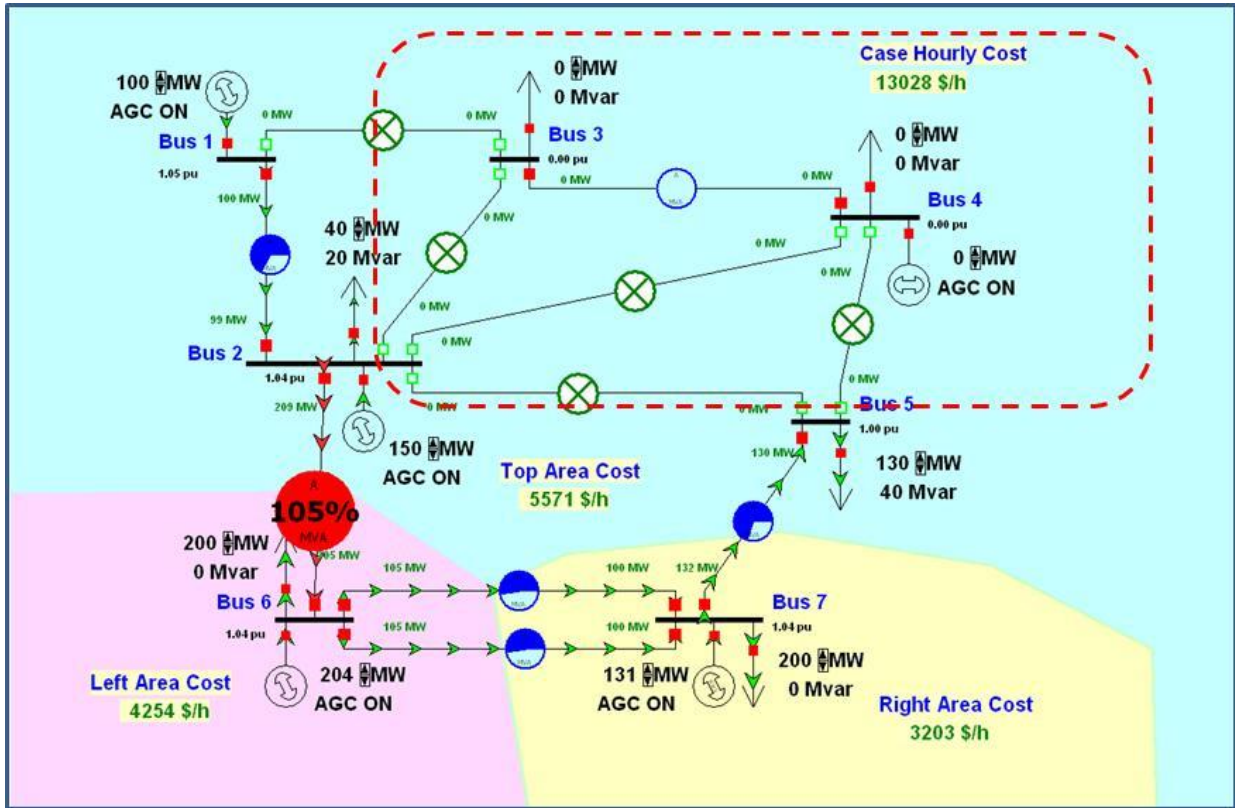 Case Hourly Cost
13028 $/h
0 MW
0 Mvar
100 MW
AGC ON
0 MW
0 MW
Bus 1
Bus 3
1.05 pu
0.00 pu
0 MW
0 MW
A
MVA
0 MW
0 MW
0 Mvar
Bus 4
0.00 pu
100 MW
40 MW
20 Mvar
0 MW
0 MW
0 MW
AGC ON
0 MW
99 MW
0 MW
Bus 2
1.04 pu
0 MW
0 MW
209 MW
0 MW
0 MW
Bus 5
1.00 pu
150 MW
AGC ON
130 MW
130 MW
40 Mvar
Top Area Cost
5571 $/h
A
105%
MVA
200 MW
0 Mvar
105 MW
100 MW
132 MW
Bus 6
1.04 pu
105 MW
100 MW
Bus 7
1.04 pu
MVA
MVA
204 MW
AGC ON
131 MW
AGC ON
200 MW
0 Mvar
Left Area Cost
4254 $/h
Right Area Cost
3203 $/h